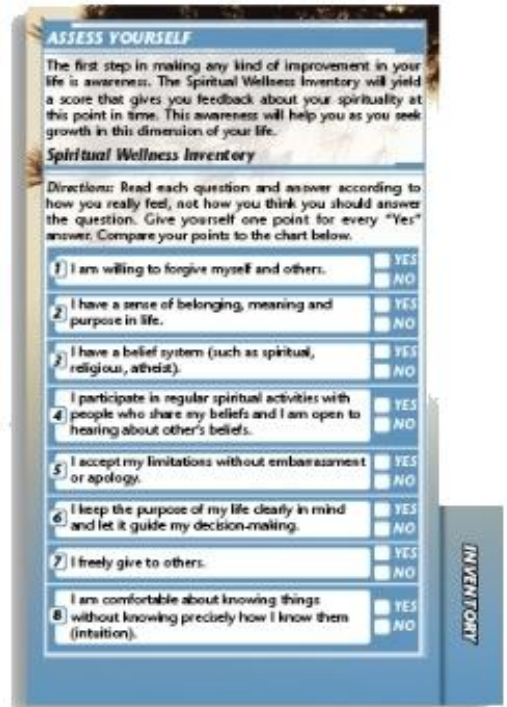 ASSESS YOURSELF
The first step in making any kind of improvement in your
life is awareness. The Spiritual Wellness Inventory will yield
a score that gives you feedback about your spirituality at
this point in time. This awareness will help you as you seek
growth in this dimension of your life.
Spiritual Wellness Inventory
Directions: Read each question and answer according to
how you really feel, not how you think you should answer
the question. Give yourself one point for every "Yes"
answer. Compare your points to the chart below.
1 I am willing to forgive myself and others.
YES
NO
2 I have a sense of belonging, meaning and
purpose in life.
YES
NO
3 I have a belief system (such as spiritual,
religious, atheist).
YES
NO
4 I participate in regular spiritual activities with
people who share my beliefs and I am open to
hearing about other's beliefs.
YES
NO
5 I accept my limitations without embarrassment
or apology.
YES
NO
6 I keep the purpose of my life clearly in mind
and let it guide my decision-making.
YES
NO
7 I freely give to others.
YES
NO
8 I am comfortable about knowing things
without knowing precisely how I know them
(intuition).
YES
NO
INVENTORY